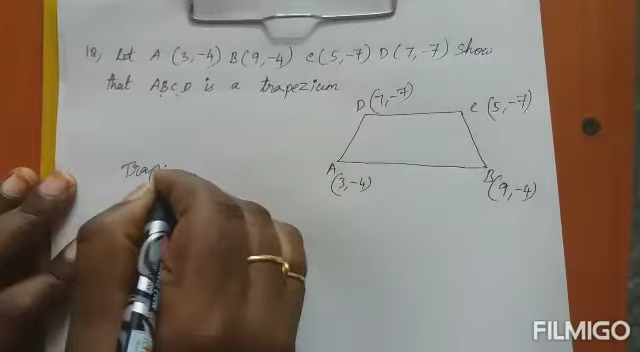 18, Let A (3,-4) B(9,-4) C(5,-7) D(7,-7) Show
that ABCD is a trapezium
D(7,-7)
C (5,-7)
A
(3,-4)
B
(9,-4)
Trap
FILMIGO